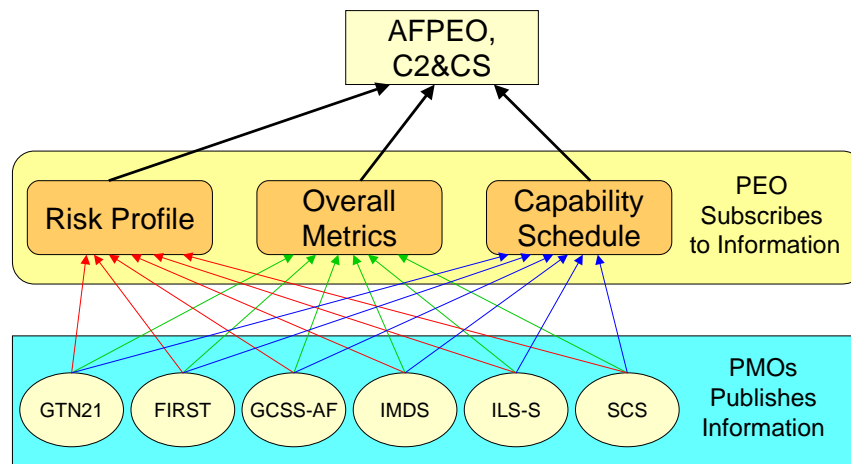 AFPEO,
C2&CS
Risk Profile
Overall
Metrics
Capability
Schedule
PEO
Subscribes
to Information
GTN21
FIRST
GCSS-AF
IMDS
ILS-S
SCS
PMOs
Publishes
Information